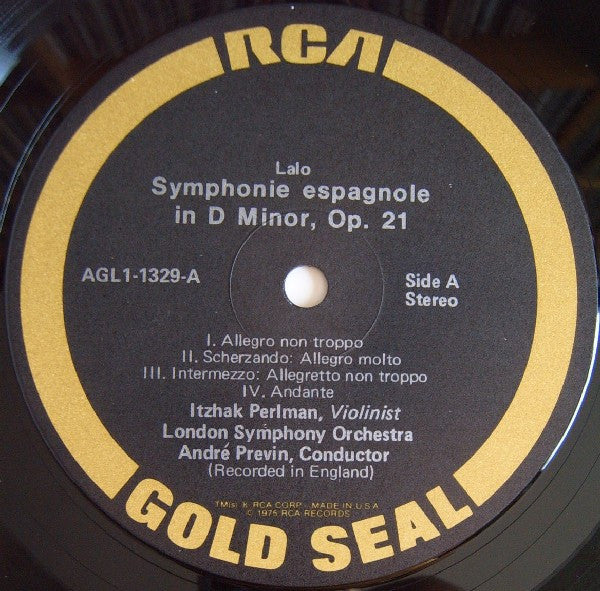 RCA
Lalo
Symphonie espagnole
in D Minor, Op. 21
AGL1-1329-A
Side A
Stereo
I. Allegro non troppo
II. Scherzando: Allegro molto
III. Intermezzo: Allegretto non troppo
IV. Andante
Itzhak Perlman, Violinist
London Symphony Orchestra
André Previn, Conductor
(Recorded in England)
TM(s) ® RCA CORP. - MADE IN U.S.A.
© 1975 RCA RECORDS
GOLD SEAL